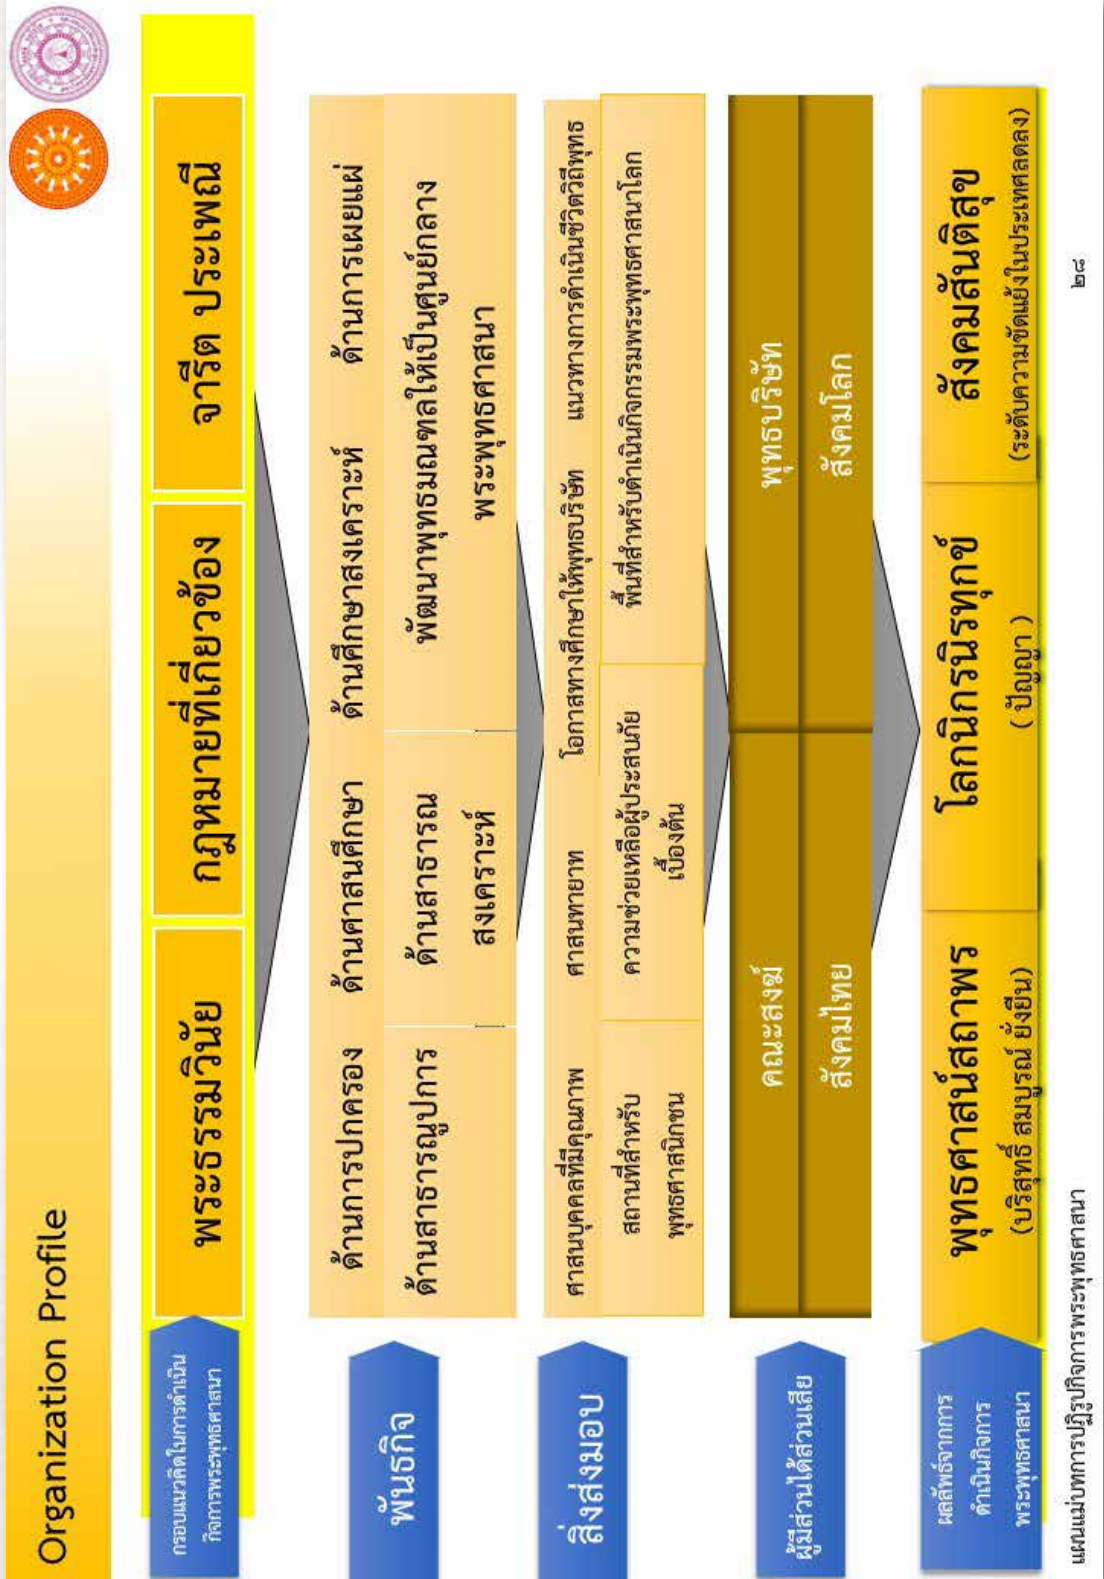 Organization Profile
กรอบแนวคิดในการดำเนิน
กิจการพระพุทธศาสนา
พระธรรมวินัย
กฎหมายที่เกี่ยวข้อง
จารีต ประเพณี
พันธกิจ
ด้านการปกครอง
ด้านศาสนศึกษา
ด้านศึกษาสงเคราะห์
ด้านการเผยแผ่
ด้านสาธารณูปการ
ด้านสาธารณ
สงเคราะห์
พัฒนาพุทธมณฑลให้เป็นศูนย์กลาง
พระพุทธศาสนา
สิ่งส่งมอบ
ศาสนบุคคลที่มีคุณภาพ
ศาสนทายาท
โอกาสทางศึกษาให้พุทธบริษัท
แนวทางการดำเนินชีวิตวิถีพุทธ
สถานที่สำหรับ
พุทธศาสนิกชน
ความช่วยเหลือผู้ประสบภัย
เบื้องต้น
พื้นที่สำหรับดำเนินกิจกรรมพระพุทธศาสนาโลก
ผู้มีส่วนได้ส่วนเสีย
คณะสงฆ์
พุทธบริษัท
สังคมไทย
สังคมโลก
ผลลัพธ์จากการ
ดำเนินกิจการ
พระพุทธศาสนา
พุทธศาสน์สถาพร
(บริสุทธิ์ สมบูรณ์ ยั่งยืน)
โลกนิกรนิรทุกข์
( ปัญญา )
สังคมสันติสุข
(ระดับความขัดแย้งในประเทศลดลง)
แผนแม่บทการปฏิรูปกิจการพระพุทธศาสนา
๒๘